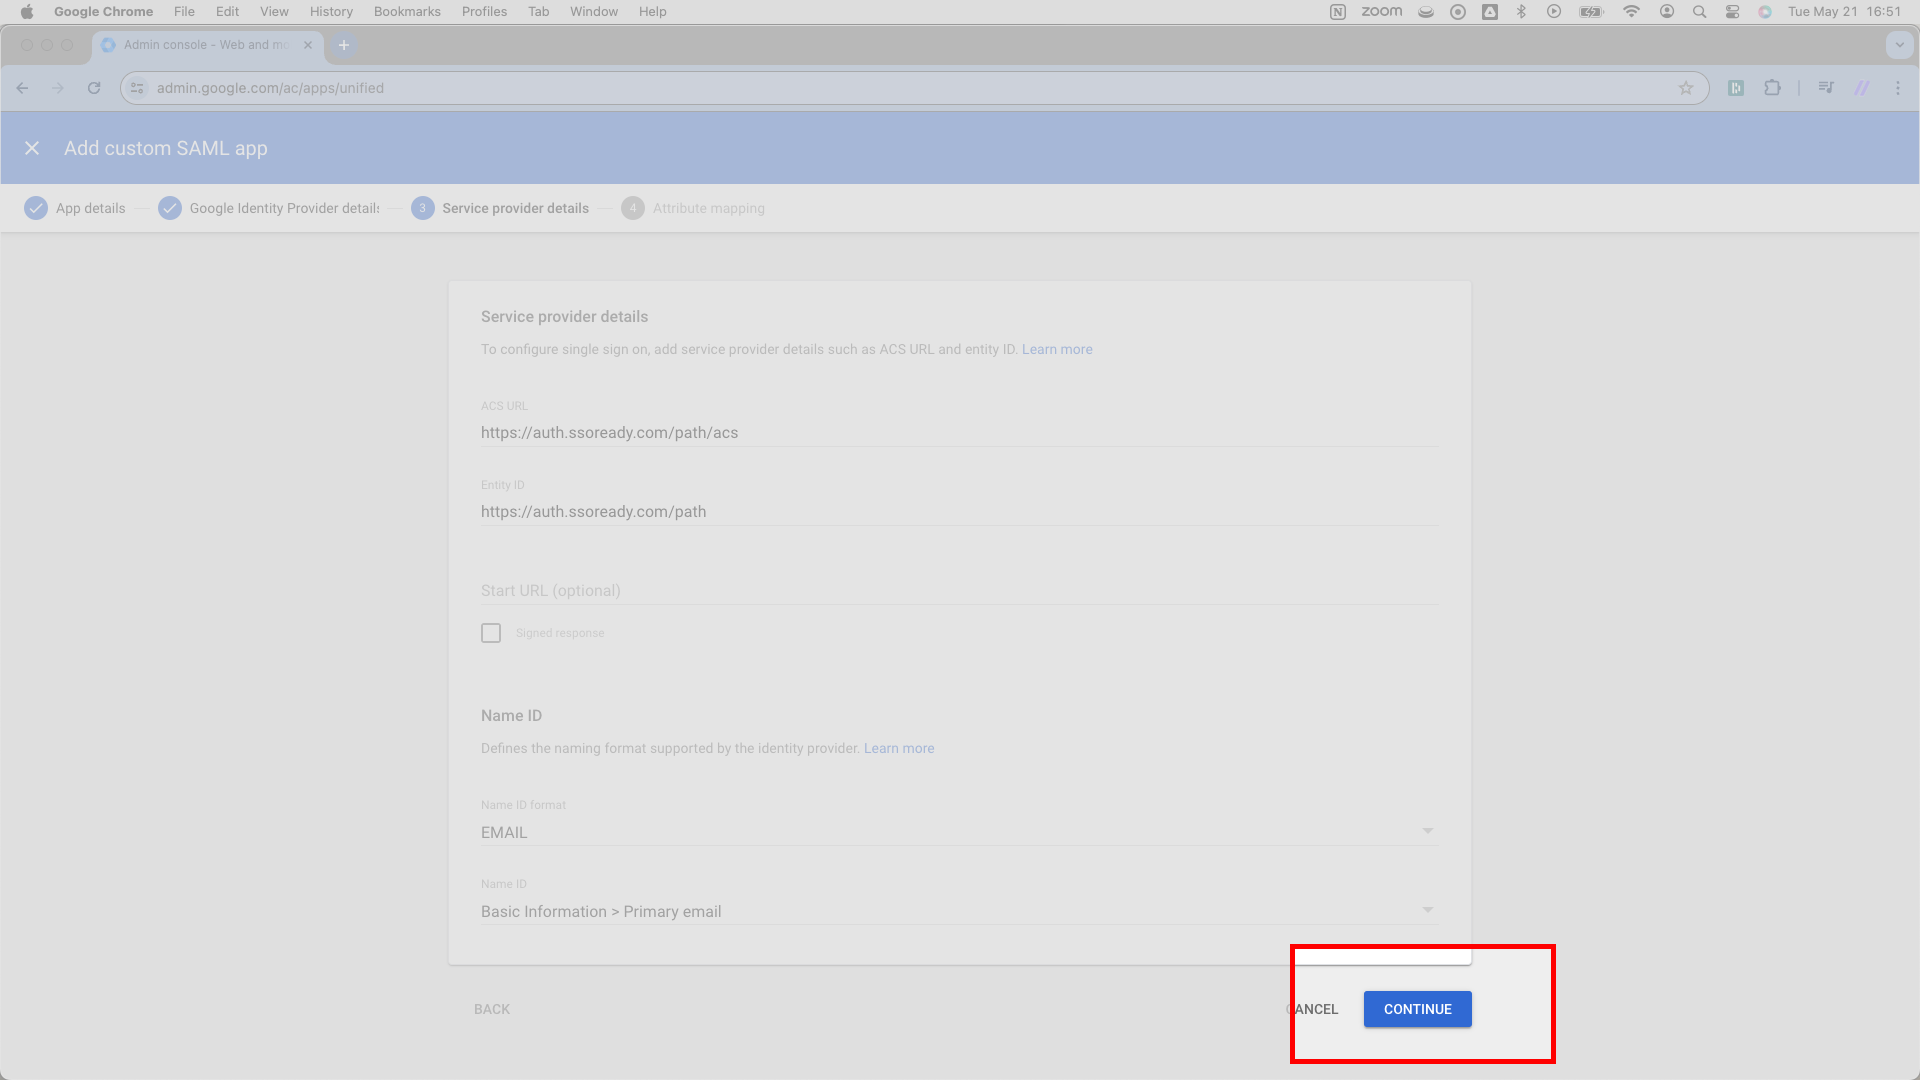 Google Chrome File Edit View History Bookmarks Profiles Tab Window Help zoom Tue May 21 16:51
Admin console - Web and mo
admin.google.com/ac/apps/unified
Add custom SAML app
App details Google Identity Provider details 3 Service provider details 4 Attribute mapping
Service provider details
To configure single sign on, add service provider details such as ACS URL and entity ID. Learn more
ACS URL
https://auth.ssoready.com/path/acs
Entity ID
https://auth.ssoready.com/path
Start URL (optional)
Signed response
Name ID
Defines the naming format supported by the identity provider. Learn more
Name ID format
EMAIL
Name ID
Basic Information > Primary email
BACK CANCEL CONTINUE